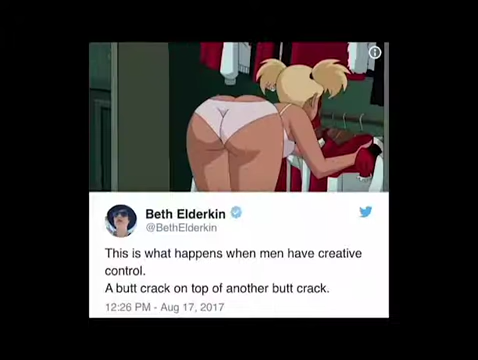 Beth Elderkin
@BethElderkin
This is what happens when men have creative
control.
A butt crack on top of another butt crack.
12:26 PM - Aug 17, 2017